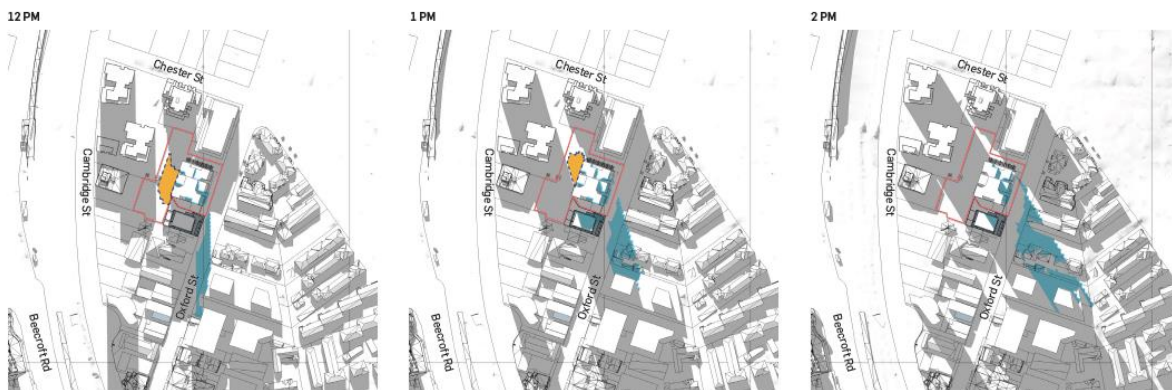 12 PM
Chester St
Cambridge St
Oxford St
Beecroft Rd
1 PM
Chester St
Cambridge St
Oxford St
Beecroft Rd
2 PM
Chester St
Cambridge St
Oxford St
Beecroft Rd